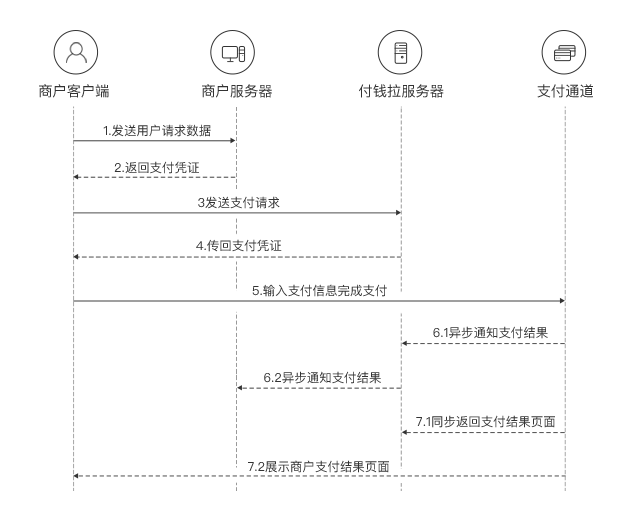 商户客户端
商户服务器
付钱拉服务器
支付通道
1.发送用户请求数据
2.返回支付凭证
3发送支付请求
4.传回支付凭证
5.输入支付信息完成支付
6.1异步通知支付结果
6.2异步通知支付结果
7.1同步返回支付结果页面
7.2展示商户支付结果页面